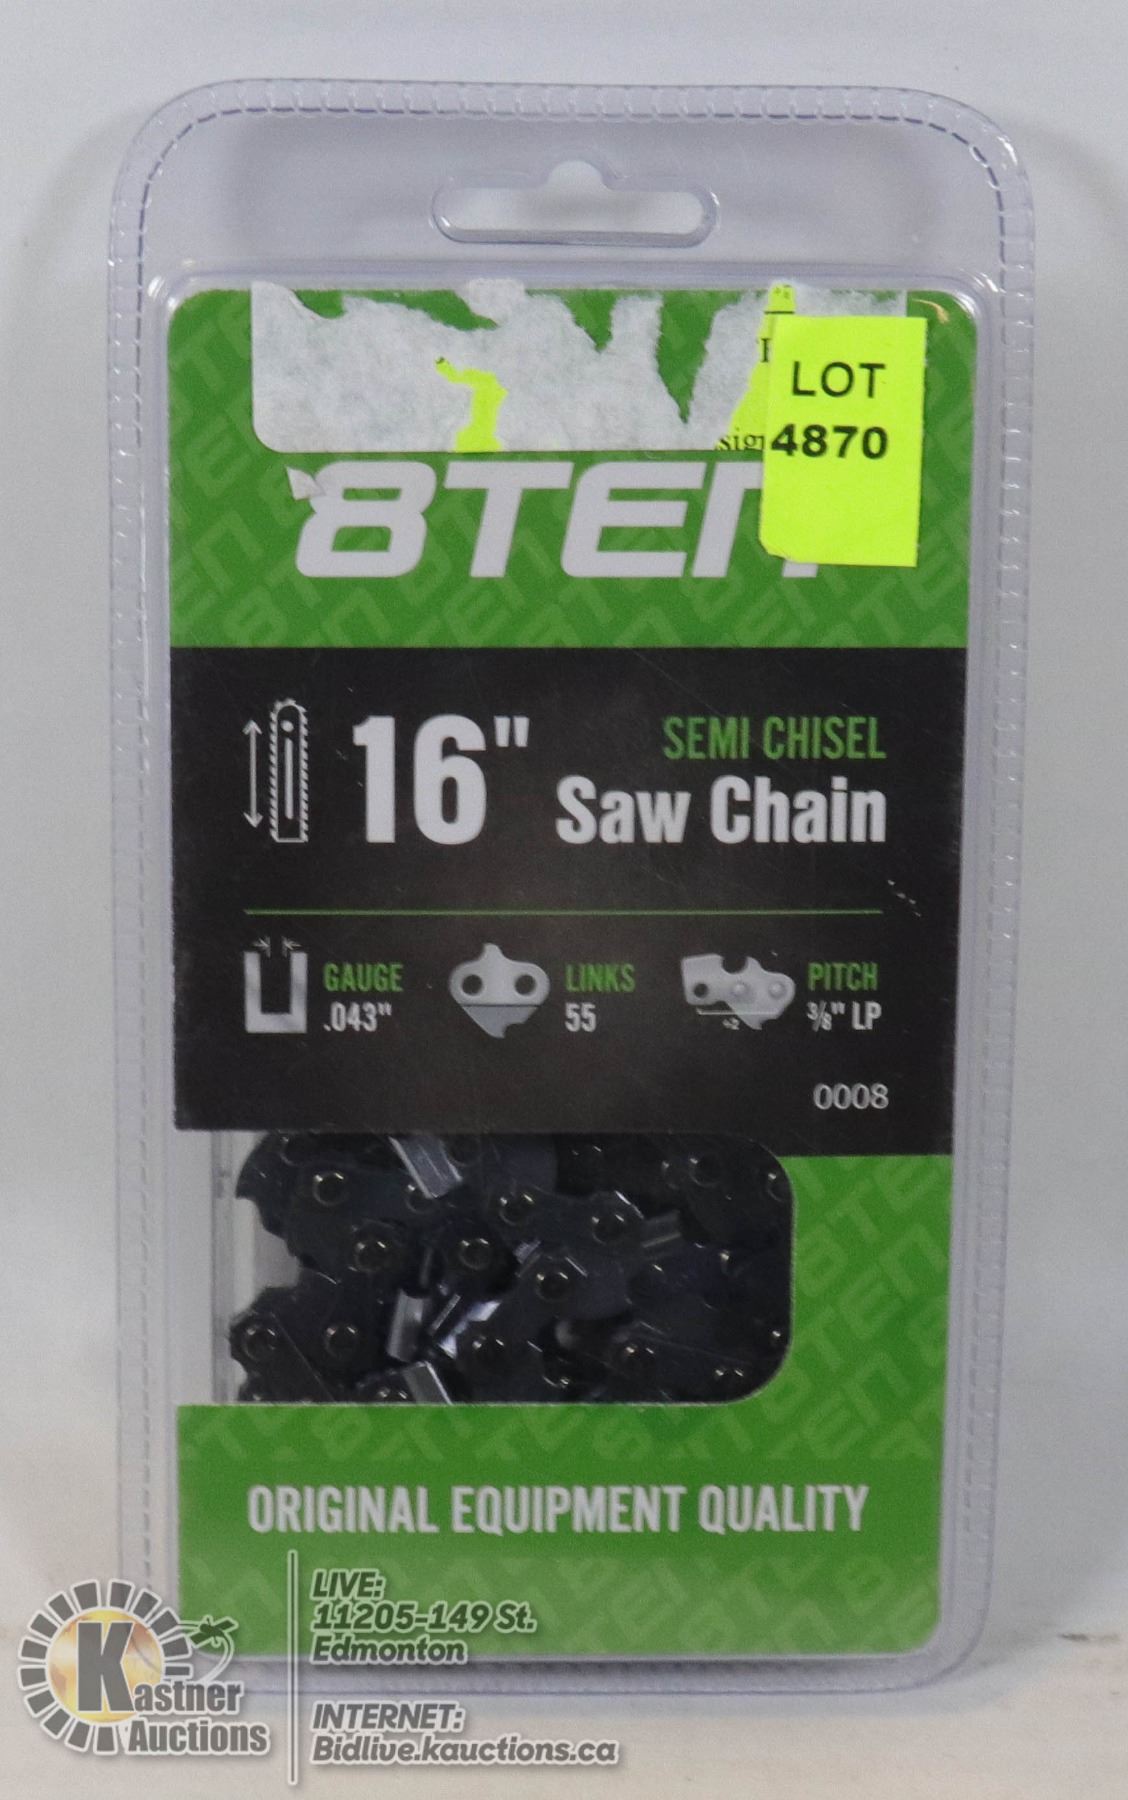 LOT
4870
8TEN
16" SEMI CHISEL
Saw Chain
GAUGE
.043"
LINKS
55
PITCH
3/8" LP
0008
ORIGINAL EQUIPMENT QUALITY
LIVE:
11205-149 St.
Edmonton
INTERNET:
Bidlive.kauctions.ca
Kastner
Auctions